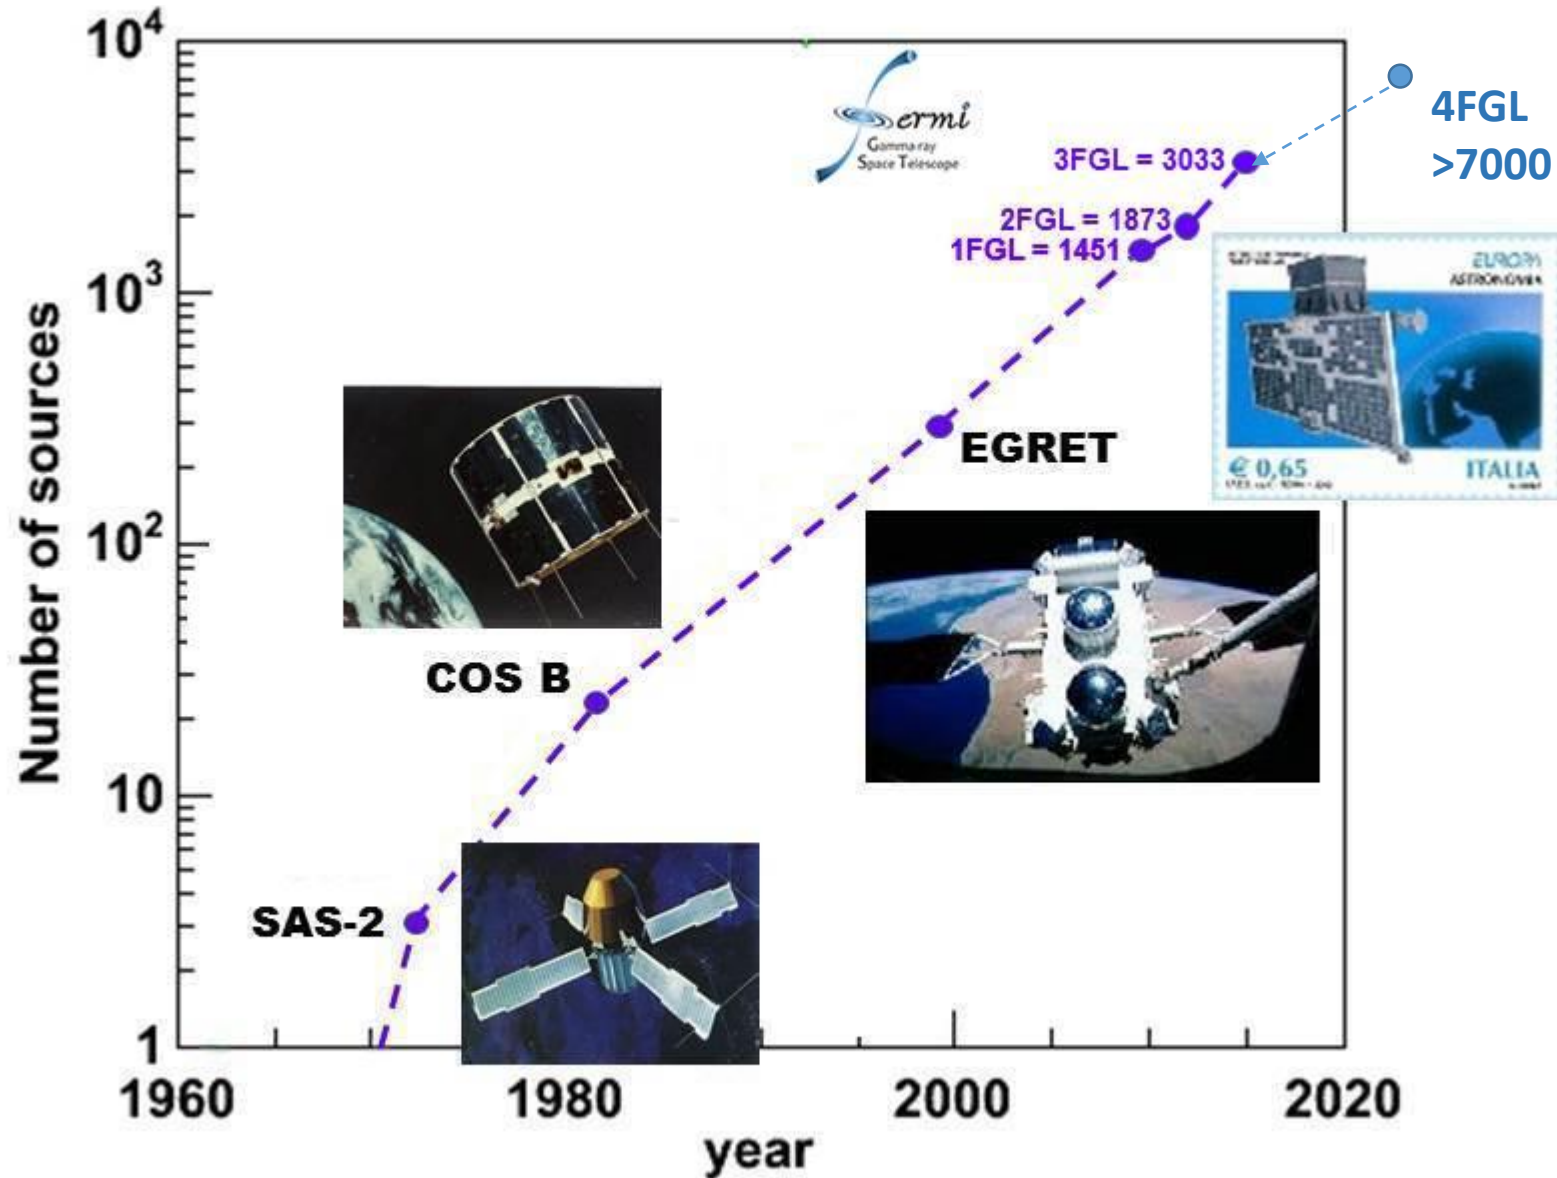 10⁴
10³
10²
10
1
Number of sources
1960
1980
2000
2020
year
ermi
Gamma-ray
Space Telescope
4FGL
>7000
3FGL = 3033
2FGL = 1873
1FGL = 1451
EGRET
COS B
SAS-2
EUROPA
ASTRONOMIA
€ 0,65
ITALIA